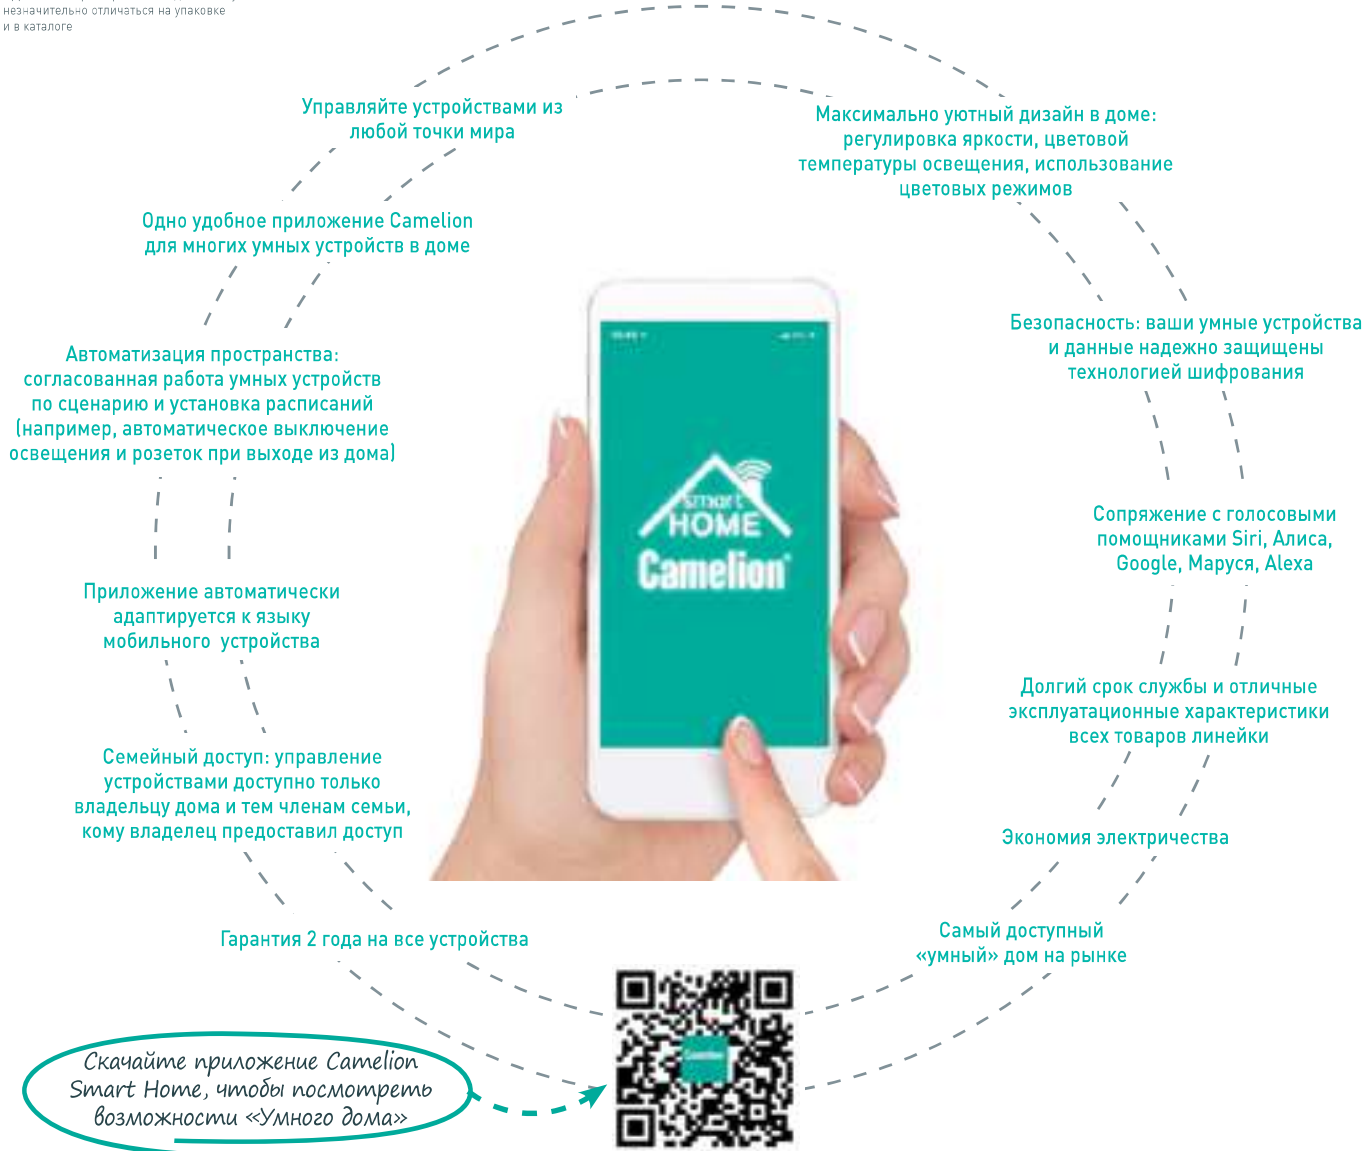 незначительно отличаться на упаковке
и в каталоге
Управляйте устройствами из
любой точки мира
Максимально уютный дизайн в доме:
регулировка яркости, цветовой
температуры освещения, использование
цветовых режимов
Одно удобное приложение Camelion
для многих умных устройств в доме
Безопасность: ваши умные устройства
и данные надежно защищены
технологией шифрования
Автоматизация пространства:
согласованная работа умных устройств
по сценарию и установка расписаний
(например, автоматическое выключение
освещения и розеток при выходе из дома)
smart
HOME
Camelion®
Сопряжение с голосовыми
помощниками Siri, Алиса,
Google, Маруся, Alexa
Приложение автоматически
адаптируется к языку
мобильного устройства
Долгий срок службы и отличные
эксплуатационные характеристики
всех товаров линейки
Семейный доступ: управление
устройствами доступно только
владельцу дома и тем членам семьи,
кому владелец предоставил доступ
Экономия электричества
Гарантия 2 года на все устройства
Самый доступный
«умный» дом на рынке
Camelion
Скачайте приложение Camelion
Smart Home, чтобы посмотреть
возможности «Умного дома»